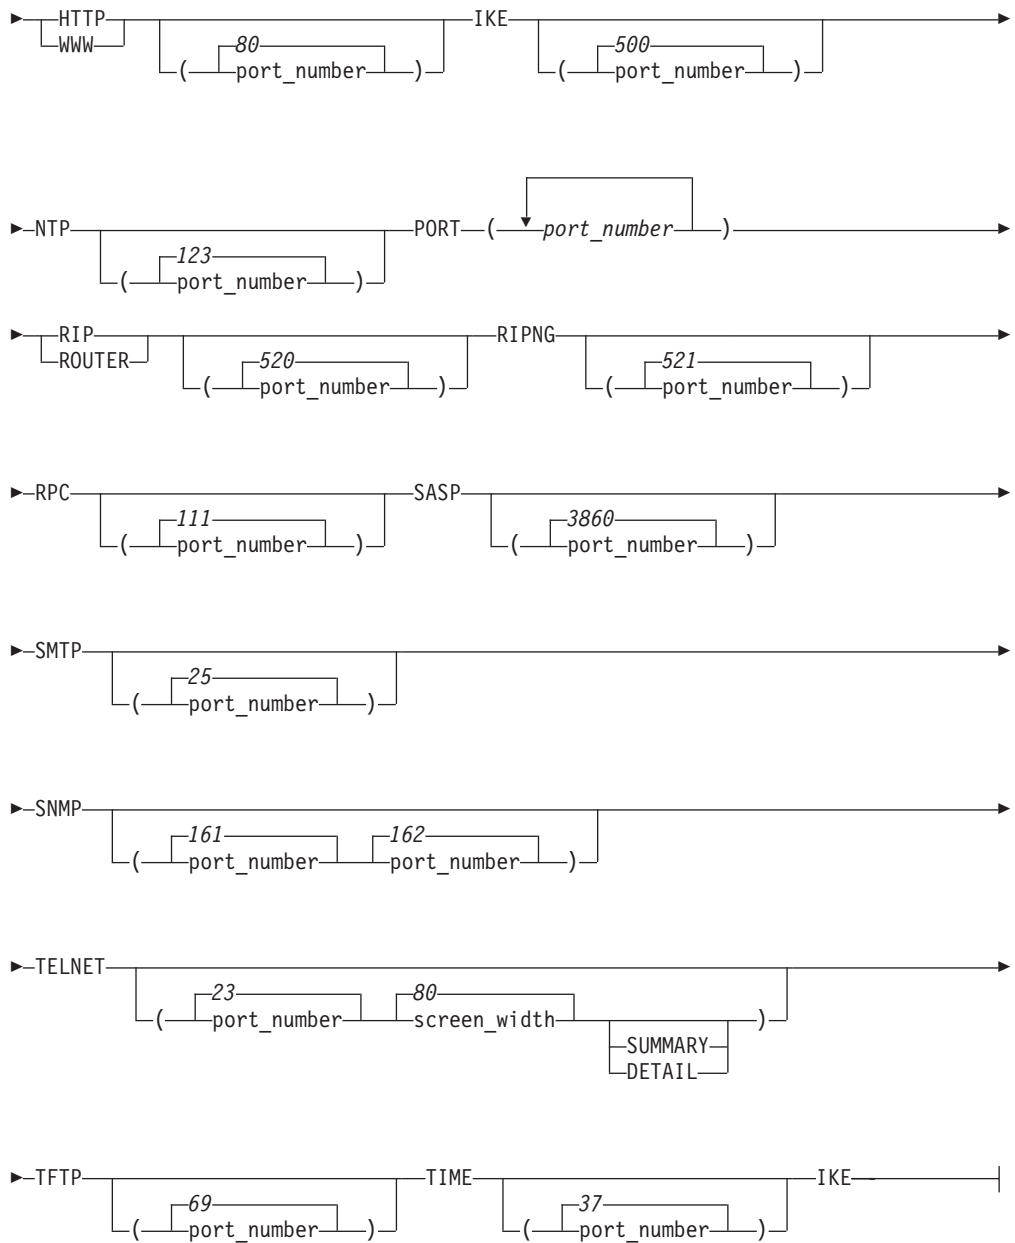 HTTP IKE
WWW 80 500
( port_number ) ( port_number )
NTP PORT ( port_number )
123
( port_number )
RIP RIPNG
ROUTER 520 521
( port_number ) ( port_number )
RPC SASP
111 3860
( port_number ) ( port_number )
SMTP
25
( port_number )
SNMP
161 162
( port_number port_number )
TELNET
23 80
( port_number screen_width )
SUMMARY
DETAIL
TFTP TIME IKE
69 37
( port_number ) ( port_number )